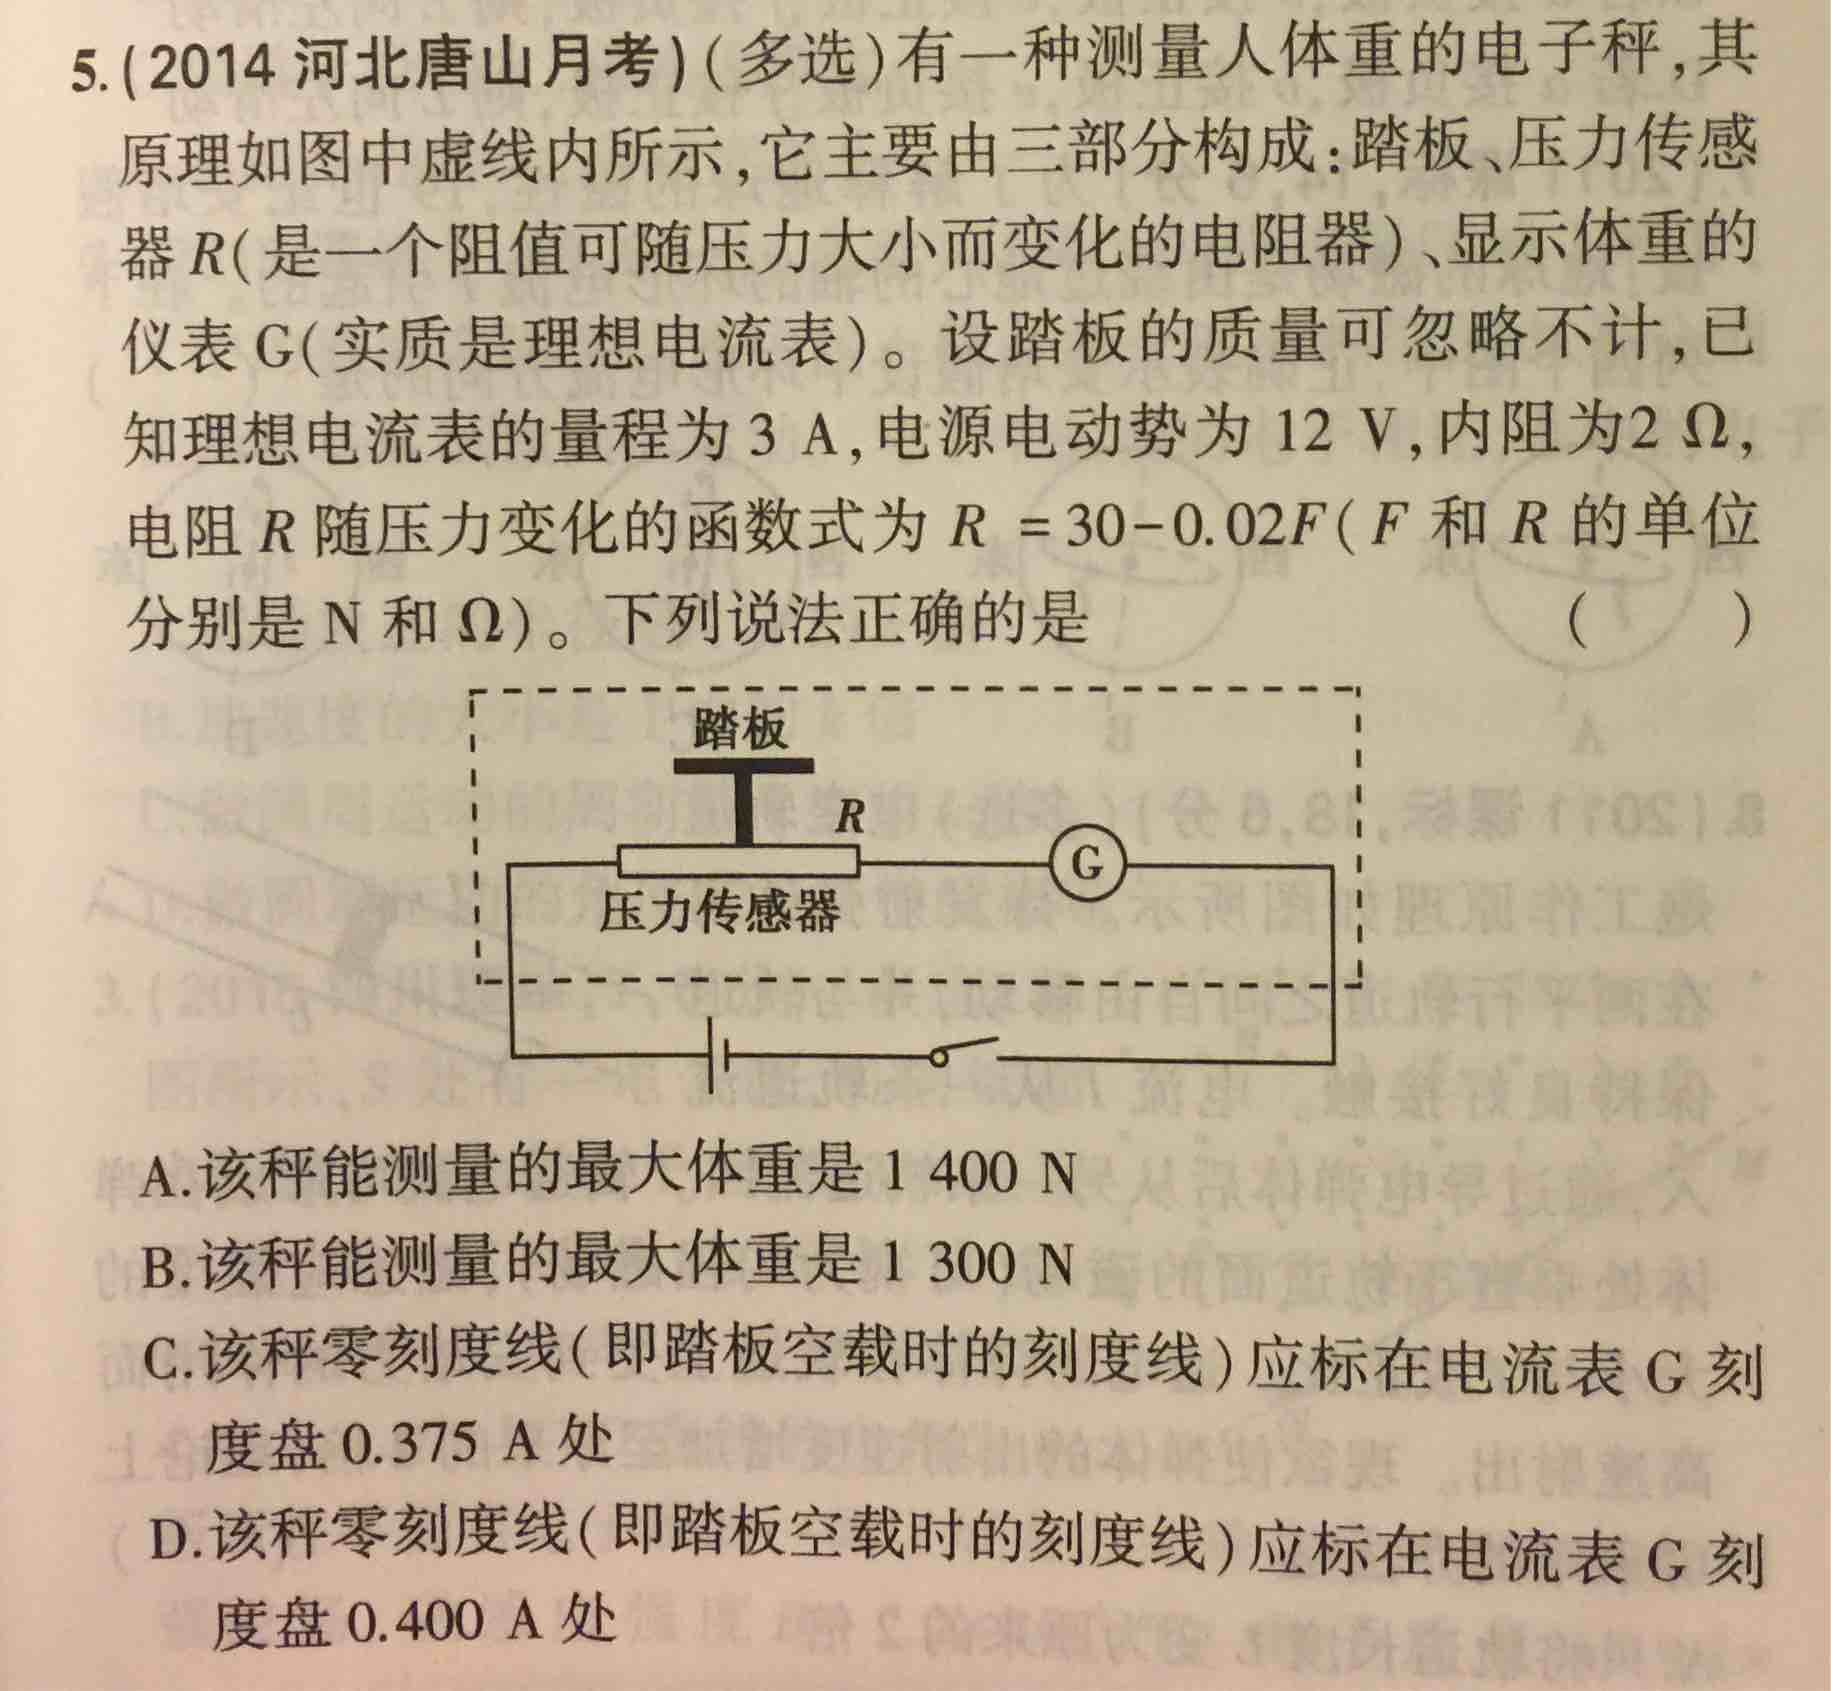 5.(2014 河北唐山月考)(多选)有一种测量人体重的电子秤,其
原理如图中虚线内所示,它主要由三部分构成:踏板、压力传感
器 R(是一个阻值可随压力大小而变化的电阻器)、显示体重的
仪表 G(实质是理想电流表)。设踏板的质量可忽略不计,已
知理想电流表的量程为 3 A,电源电动势为 12 V,内阻为2 Ω,
电阻 R 随压力变化的函数式为 R =30-0.02F(F 和 R 的单位
分别是 N 和 Ω)。下列说法正确的是 ( )
踏板
R
G
压力传感器
A.该秤能测量的最大体重是 1 400 N
B.该秤能测量的最大体重是 1 300 N
C.该秤零刻度线(即踏板空载时的刻度线)应标在电流表 G 刻
度盘 0.375 A 处
D.该秤零刻度线(即踏板空载时的刻度线)应标在电流表 G 刻
度盘 0.400 A 处